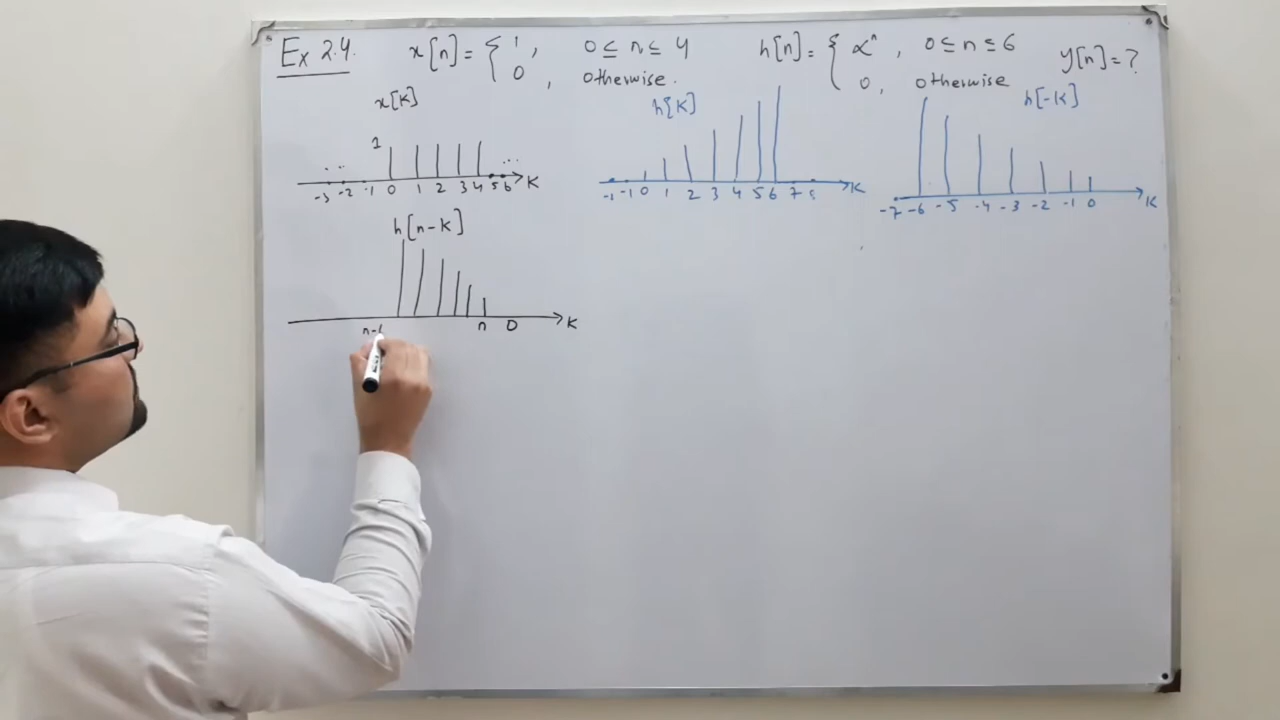 Ex 2.4. x[n] = { 1, 0 ≤ n ≤ 4 h[n] = { αⁿ, 0 ≤ n ≤ 6 y[n] = ?
0, otherwise. 0, otherwise
x[k] h[k] h[-k]
1 ... ...
-3 -2 -1 0 1 2 3 4 5 6 K
-1 -1 0 1 2 3 4 5 6 7 8 K
-7 -6 -5 -4 -3 -2 -1 0 K
h[n-k]
n-6 n 0 K